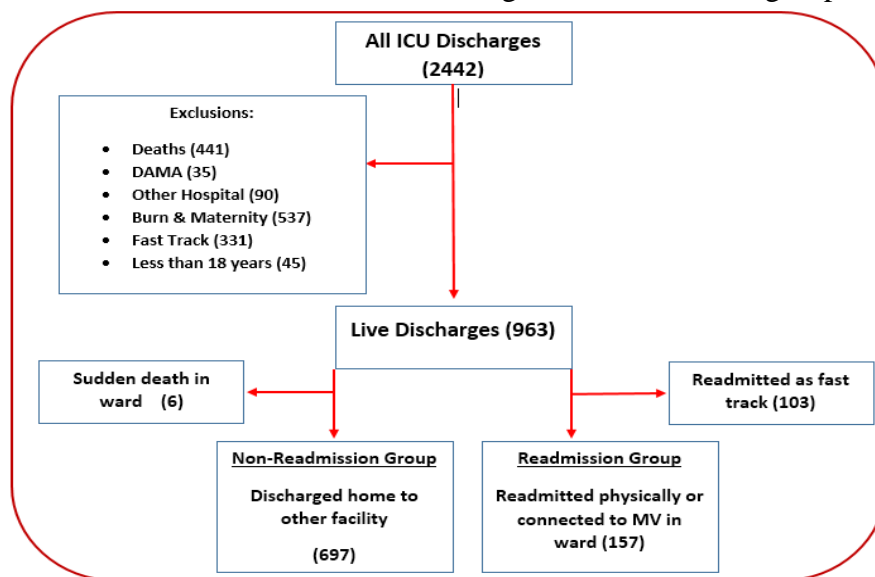 All ICU Discharges
(2442)
Exclusions:
• Deaths (441)
• DAMA (35)
• Other Hospital (90)
• Burn & Maternity (537)
• Fast Track (331)
• Less than 18 years (45)
Live Discharges (963)
Sudden death in
ward (6)
Readmitted as fast
track (103)
Non-Readmission Group
Discharged home to
other facility
(697)
Readmission Group
Readmitted physically or
connected to MV in
ward (157)